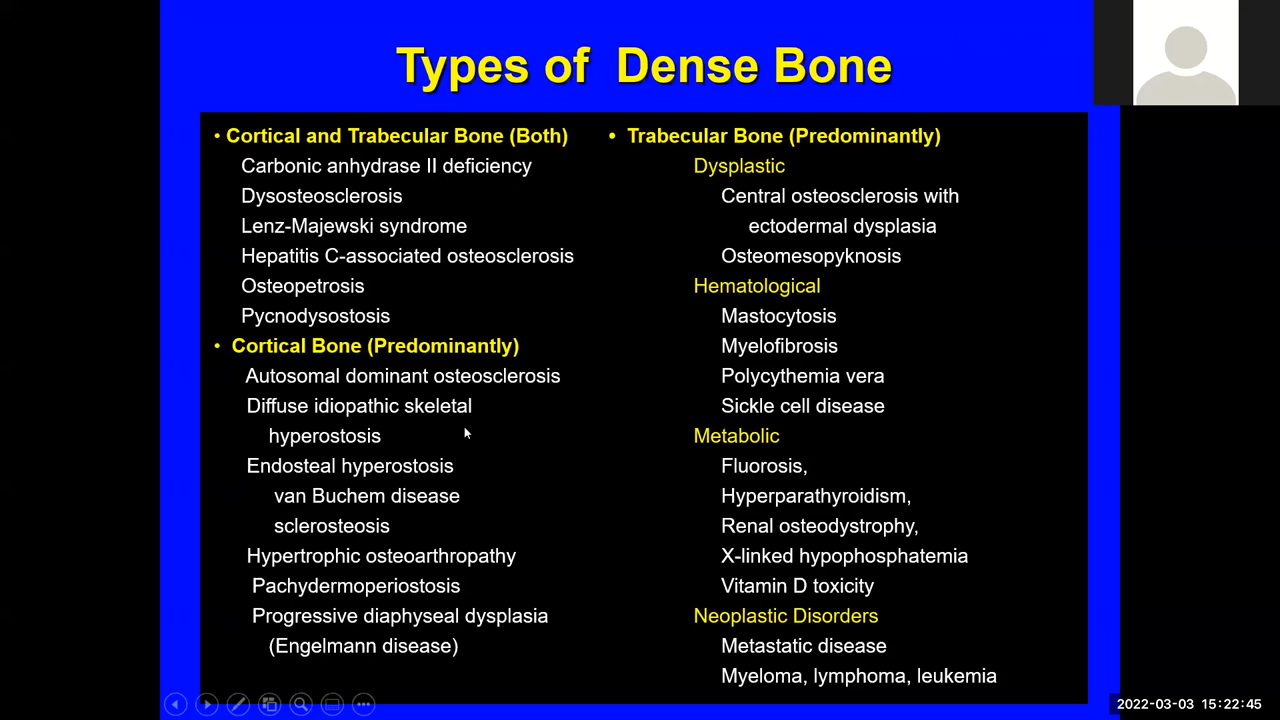 Types of Dense Bone
• Cortical and Trabecular Bone (Both)
Carbonic anhydrase II deficiency
Dysosteosclerosis
Lenz-Majewski syndrome
Hepatitis C-associated osteosclerosis
Osteopetrosis
Pycnodysostosis
• Cortical Bone (Predominantly)
Autosomal dominant osteosclerosis
Diffuse idiopathic skeletal
hyperostosis
Endosteal hyperostosis
van Buchem disease
sclerosteosis
Hypertrophic osteoarthropathy
Pachydermoperiostosis
Progressive diaphyseal dysplasia
(Engelmann disease)
• Trabecular Bone (Predominantly)
Dysplastic
Central osteosclerosis with
ectodermal dysplasia
Osteomesopyknosis
Hematological
Mastocytosis
Myelofibrosis
Polycythemia vera
Sickle cell disease
Metabolic
Fluorosis,
Hyperparathyroidism,
Renal osteodystrophy,
X-linked hypophosphatemia
Vitamin D toxicity
Neoplastic Disorders
Metastatic disease
Myeloma, lymphoma, leukemia
2022-03-03 15:22:45